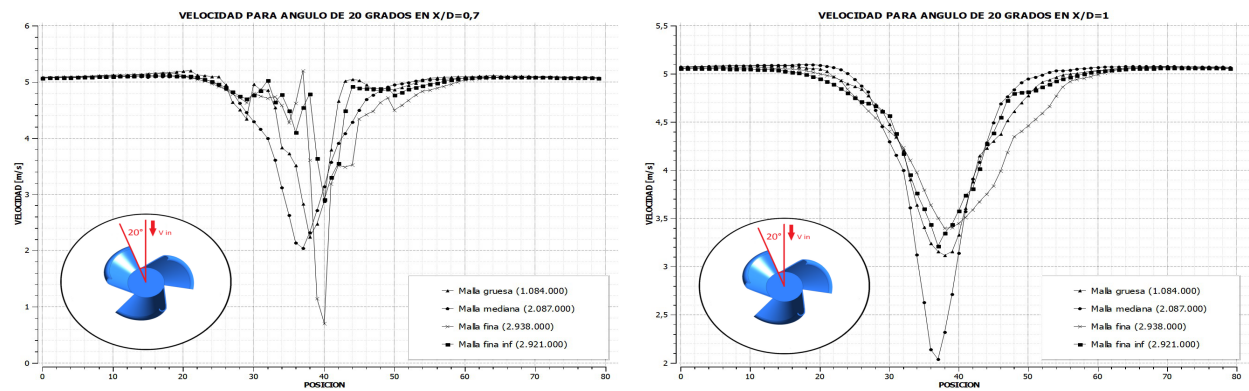 VELOCIDAD PARA ANGULO DE 20 GRADOS EN X/D=0,7
6
5
4
3
2
1
0
VELOCIDAD [m/s]
0 10 20 30 40 50 60 70 80
POSICION
20°
V in
Malla gruesa (1.084.000)
Malla mediana (2.087.000)
Malla fina (2.938.000)
Malla fina inf (2.921.000)
VELOCIDAD PARA ANGULO DE 20 GRADOS EN X/D=1
5,5
5
4,5
4
3,5
3
2,5
2
VELOCIDAD [m/s]
0 10 20 30 40 50 60 70 80
POSICION
20°
V in
Malla gruesa (1.084.000)
Malla mediana (2.087.000)
Malla fina (2.938.000)
Malla fina inf (2.921.000)